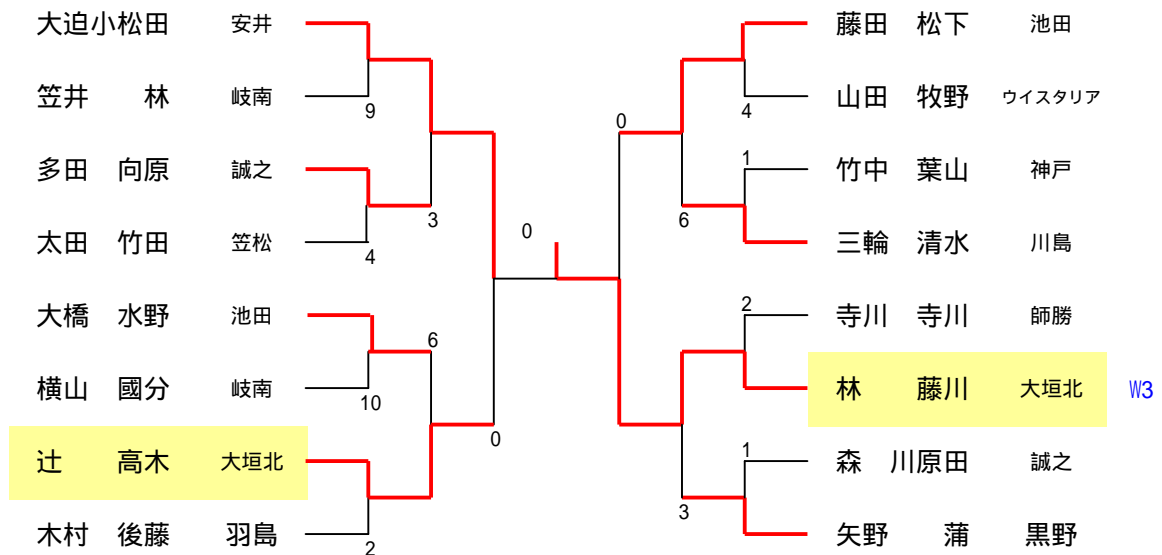 大迫小松田 安井
笠井 林 岐南
9
多田 向原 誠之
3
太田 竹田 笠松
4
大橋 水野 池田
6
横山 國分 岐南
10
0
辻 高木 大垣北
木村 後藤 羽島
2
0
藤田 松下 池田
山田 牧野 ウイスタリア
4
0
竹中 葉山 神戸
1
6
三輪 清水 川島
寺川 寺川 師勝
2
林 藤川 大垣北 W3
森 川原田 誠之
1
3
矢野 蒲 黒野